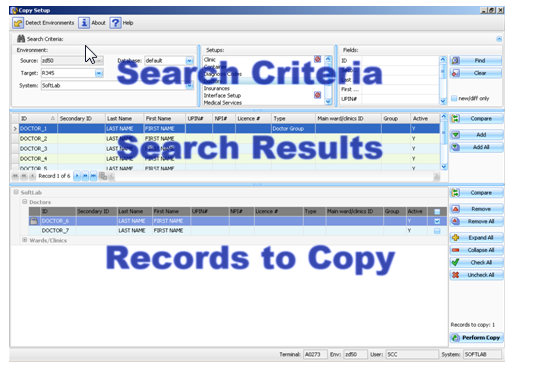 Copy Setup
Detect Environments About Help
Search Criteria:
Environment: Setups: Fields:
Source: zd50 Database: default Clinic ID Find
Target: R345 Clear
System: SoftLab Insurances First ... new/diff only
Interface Setup UPIN#
Medical Services
Search Criteria
ID Secondary ID Last Name First Name UPIN# NPI# Licence # Type Main ward/clinics ID Group Active Compare
DOCTOR_1 LAST NAME FIRST NAME Doctor Group Y
DOCTOR_2 LAST NAME FIRST NAME Y Add
DOCTOR_3 LAST NAME FIRST NAME Y Add All
DOCTOR_4 LAST NAME FIRST NAME Y
DOCTOR_5 LAST NAME FIRST NAME Y
Search Results
Record 1 of 6
SoftLab Compare
Doctors
ID Secondary ID Last Name First Name UPIN# NPI# Licence # Type Main ward/clinics ID Group Active Remove
DOCTOR_6 LAST NAME FIRST NAME Y Remove All
DOCTOR_7 LAST NAME FIRST NAME Y
Wards/Clinics Expand All
Records to Copy Collapse All
Check All
Uncheck All
Records to copy: 1
Perform Copy
Terminal: A0273 Env: zd50 User: SCC System: SOFTLAB